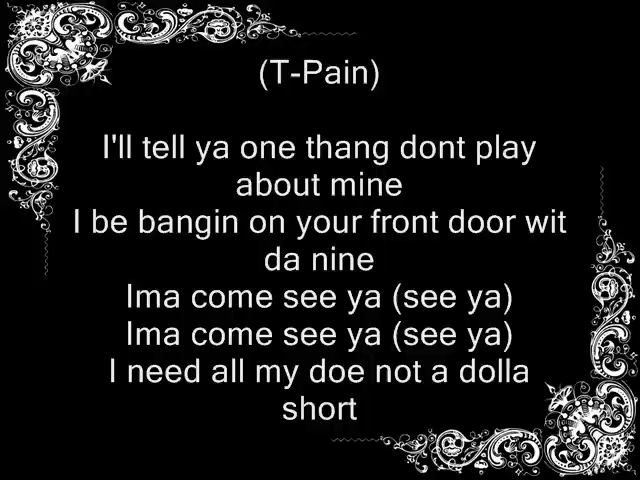 (T-Pain)
I'll tell ya one thang dont play
about mine
I be bangin on your front door wit
da nine
Ima come see ya (see ya)
Ima come see ya (see ya)
I need all my doe not a dolla
short